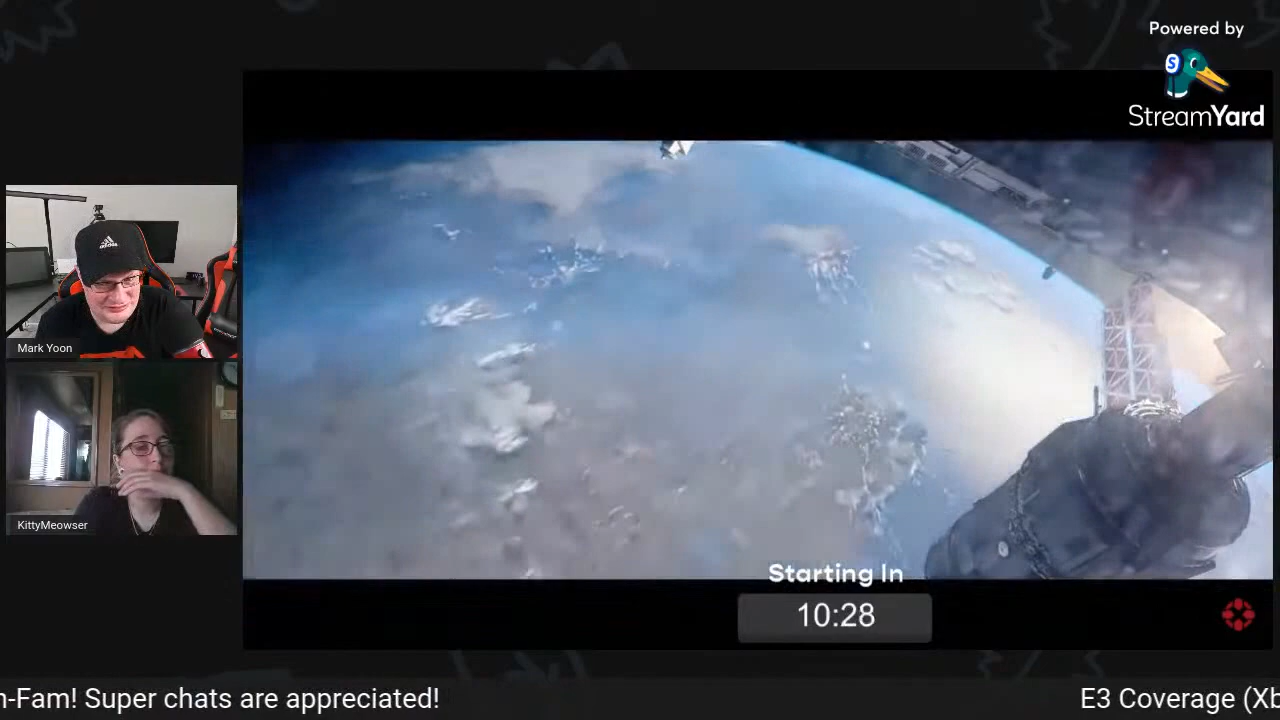 Powered by
StreamYard
Mark Yoon
KittyMeowser
Starting In
10:28
n-Fam! Super chats are appreciated!
E3 Coverage (Xb